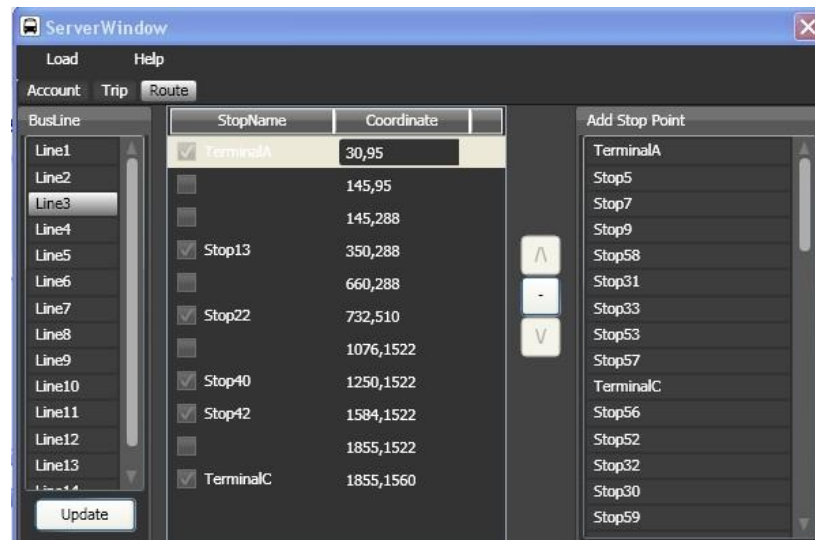 ServerWindow
Load Help
Account Trip Route
BusLine
Line1
Line2
Line3
Line4
Line5
Line6
Line7
Line8
Line9
Line10
Line11
Line12
Line13
Line14
Update
StopName Coordinate
TerminalA 30,95
145,95
145,288
Stop13 350,288
660,288
Stop22 732,510
1076,1522
Stop40 1250,1522
Stop42 1584,1522
1855,1522
TerminalC 1855,1560
/\
-
\/
Add Stop Point
TerminalA
Stop5
Stop7
Stop9
Stop58
Stop31
Stop33
Stop53
Stop57
TerminalC
Stop56
Stop52
Stop32
Stop30
Stop59